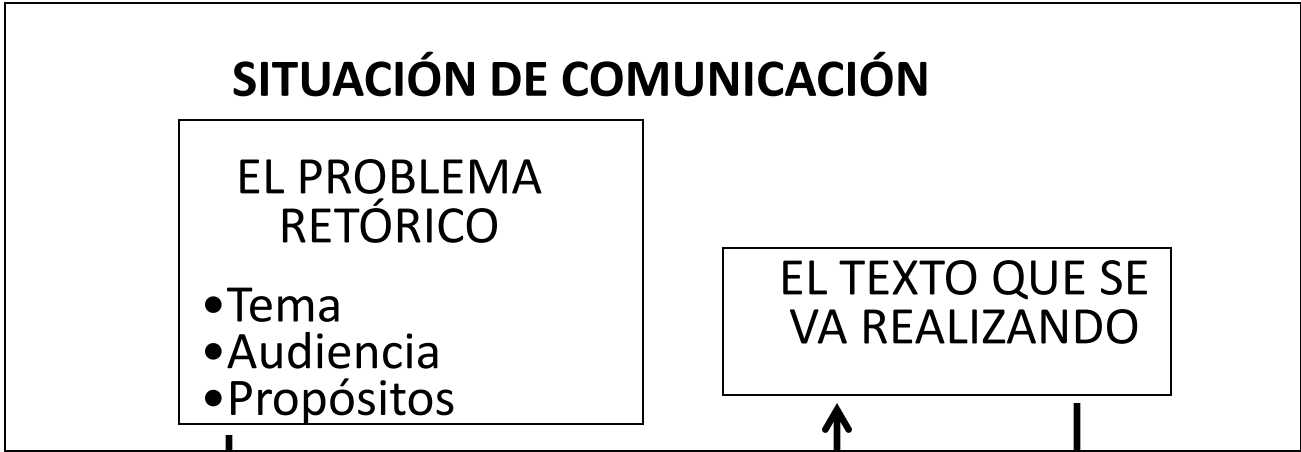 SITUACIÓN DE COMUNICACIÓN
EL PROBLEMA
RETÓRICO
•Tema
•Audiencia
•Propósitos
EL TEXTO QUE SE
VA REALIZANDO